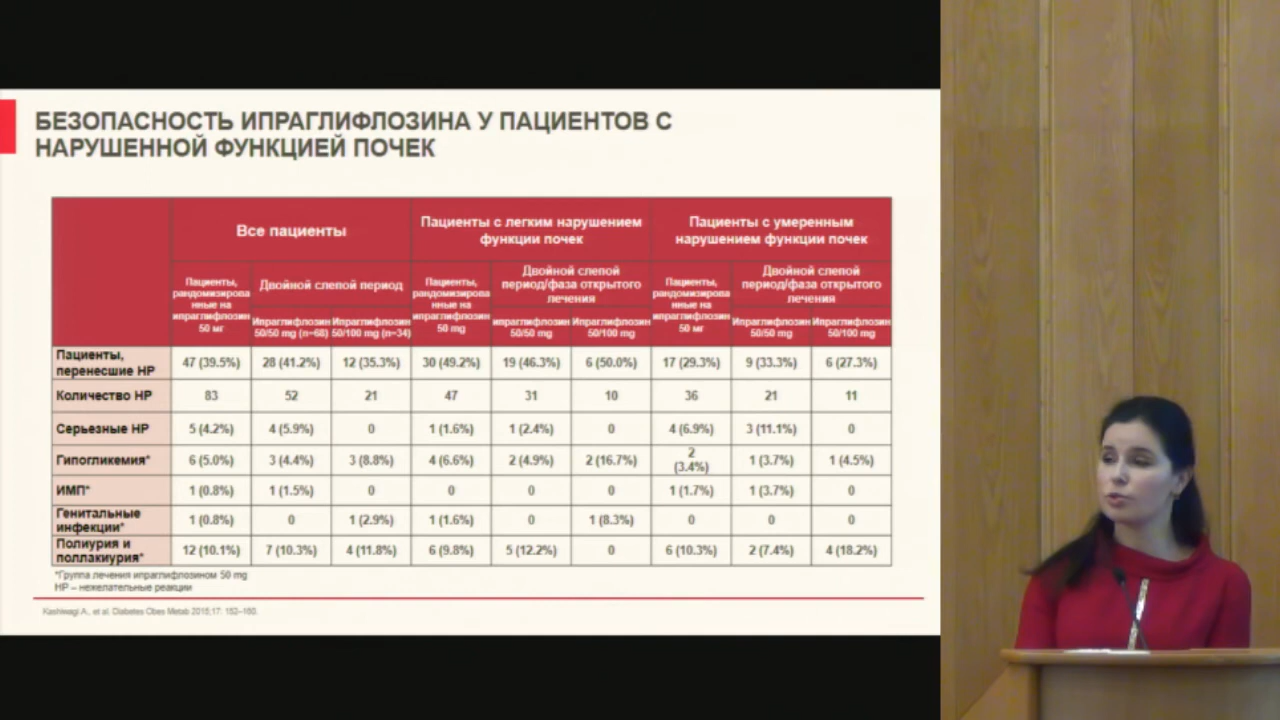 БЕЗОПАСНОСТЬ ИПРАГЛИФЛОЗИНА У ПАЦИЕНТОВ С
НАРУШЕННОЙ ФУНКЦИЕЙ ПОЧЕК
Все пациенты
Пациенты с легким нарушением
функции почек
Пациенты с умеренным
нарушением функции почек
Пациенты,
рандомизирова
нные на
ипраглифлозин
50 мг
Двойной слепой период
Ипраглифлозин
50/50 mg (n=68)
Ипраглифлозин
50/100 mg (n=34)
Пациенты,
рандомизирова
нные на
ипраглифлозин
50 mg
Двойной слепой
период/фаза открытого
лечения
ипраглифлозин
50/50 mg
Ипраглифлозин
50/100 mg
Пациенты,
рандомизирова
нные на
ипраглифлозин
50 мг
Двойной слепой
период/фаза открытого
лечения
Ипраглифлозин
50/50 mg
Ипраглифлозин
50/100 mg
Пациенты,
перенесшие НР
47 (39.5%) 28 (41.2%) 12 (35.3%) 30 (49.2%) 19 (46.3%) 6 (50.0%) 17 (29.3%) 9 (33.3%) 6 (27.3%)
Количество НР 83 52 21 47 31 10 36 21 11
Серьезные НР 5 (4.2%) 4 (5.9%) 0 1 (1.6%) 1 (2.4%) 0 4 (6.9%) 3 (11.1%) 0
Гипогликемия* 6 (5.0%) 3 (4.4%) 3 (8.8%) 4 (6.6%) 2 (4.9%) 2 (16.7%) 2 (3.4%) 1 (3.7%) 1 (4.5%)
ИМП* 1 (0.8%) 1 (1.5%) 0 0 0 0 1 (1.7%) 1 (3.7%) 0
Генитальные
инфекции*
1 (0.8%) 0 1 (2.9%) 1 (1.6%) 0 1 (8.3%) 0 0 0
Полиурия и
поллакиурия*
12 (10.1%) 7 (10.3%) 4 (11.8%) 6 (9.8%) 5 (12.2%) 0 6 (10.3%) 2 (7.4%) 4 (18.2%)
*Группа лечения ипраглифлозином 50 mg
НР – нежелательные реакции
Kashiwagi A., et al. Diabetes Obes Metab 2015;17: 152–160.